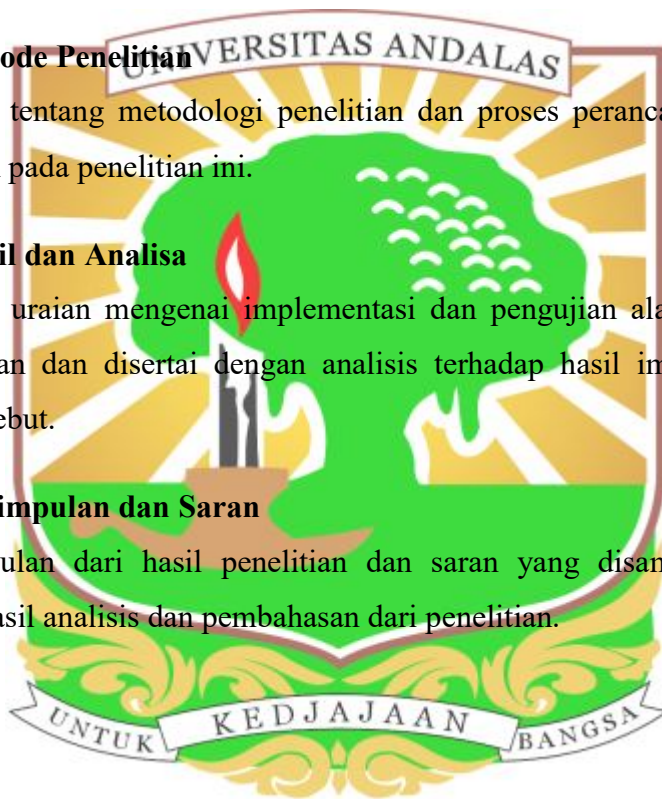 UNIVERSITAS ANDALAS
ode Penelitian
tentang metodologi penelitian dan proses peranca
pada penelitian ini.
il dan Analisa
uraian mengenai implementasi dan pengujian ala
an dan disertai dengan analisis terhadap hasil im
ebut.
impulan dan Saran
ulan dari hasil penelitian dan saran yang disam
asil analisis dan pembahasan dari penelitian.
UNTUK KEDJAJAAN BANGSA